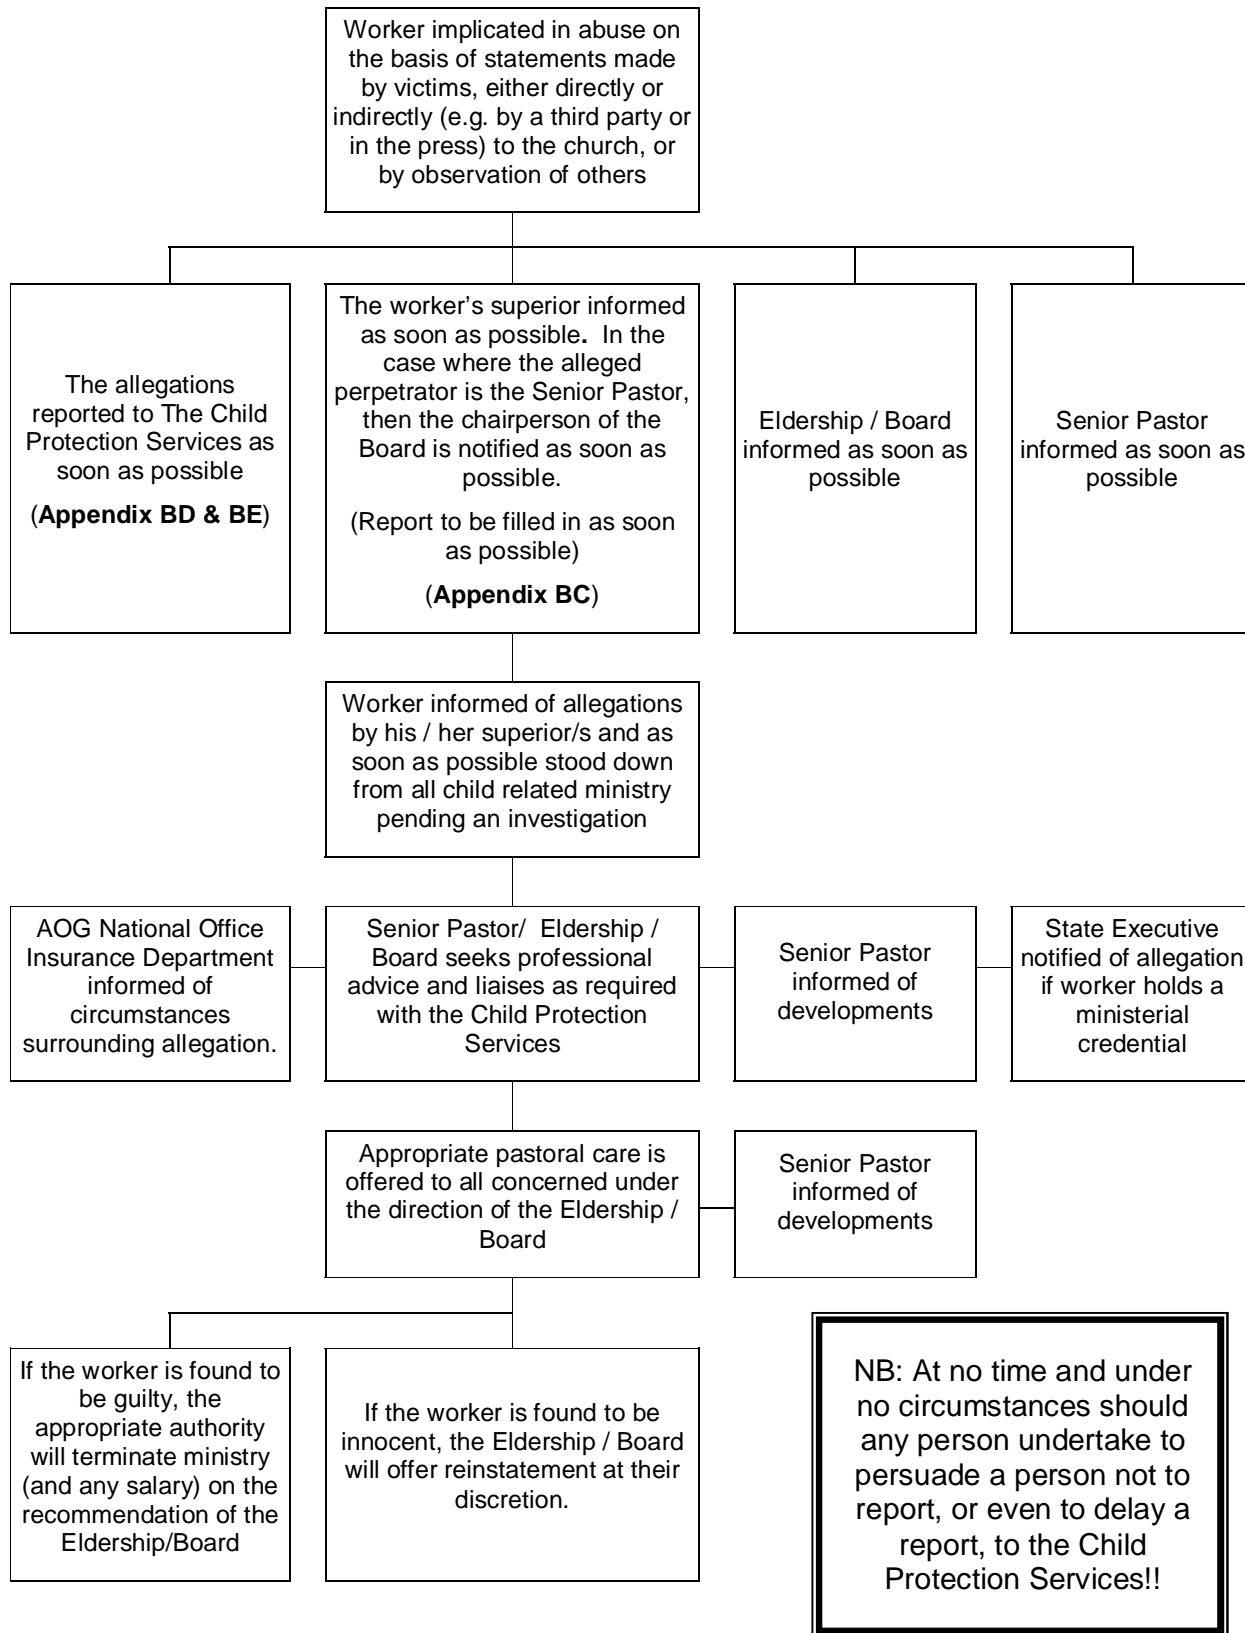 Worker implicated in abuse on
the basis of statements made
by victims, either directly or
indirectly (e.g. by a third party or
in the press) to the church, or
by observation of others
The allegations
reported to The Child
Protection Services as
soon as possible
(Appendix BD & BE)
The worker's superior informed
as soon as possible. In the
case where the alleged
perpetrator is the Senior Pastor,
then the chairperson of the
Board is notified as soon as
possible.
(Report to be filled in as soon
as possible)
(Appendix BC)
Eldership / Board
informed as soon as
possible
Senior Pastor
informed as soon as
possible
Worker informed of allegations
by his / her superior/s and as
soon as possible stood down
from all child related ministry
pending an investigation
AOG National Office
Insurance Department
informed of
circumstances
surrounding allegation.
Senior Pastor/ Eldership /
Board seeks professional
advice and liaises as required
with the Child Protection
Services
Senior Pastor
informed of
developments
State Executive
notified of allegation
if worker holds a
ministerial
credential
Appropriate pastoral care is
offered to all concerned under
the direction of the Eldership /
Board
Senior Pastor
informed of
developments
If the worker is found to
be guilty, the
appropriate authority
will terminate ministry
(and any salary) on the
recommendation of the
Eldership/Board
If the worker is found to be
innocent, the Eldership / Board
will offer reinstatement at their
discretion.
NB: At no time and under
no circumstances should
any person undertake to
persuade a person not to
report, or even to delay a
report, to the Child
Protection Services!!